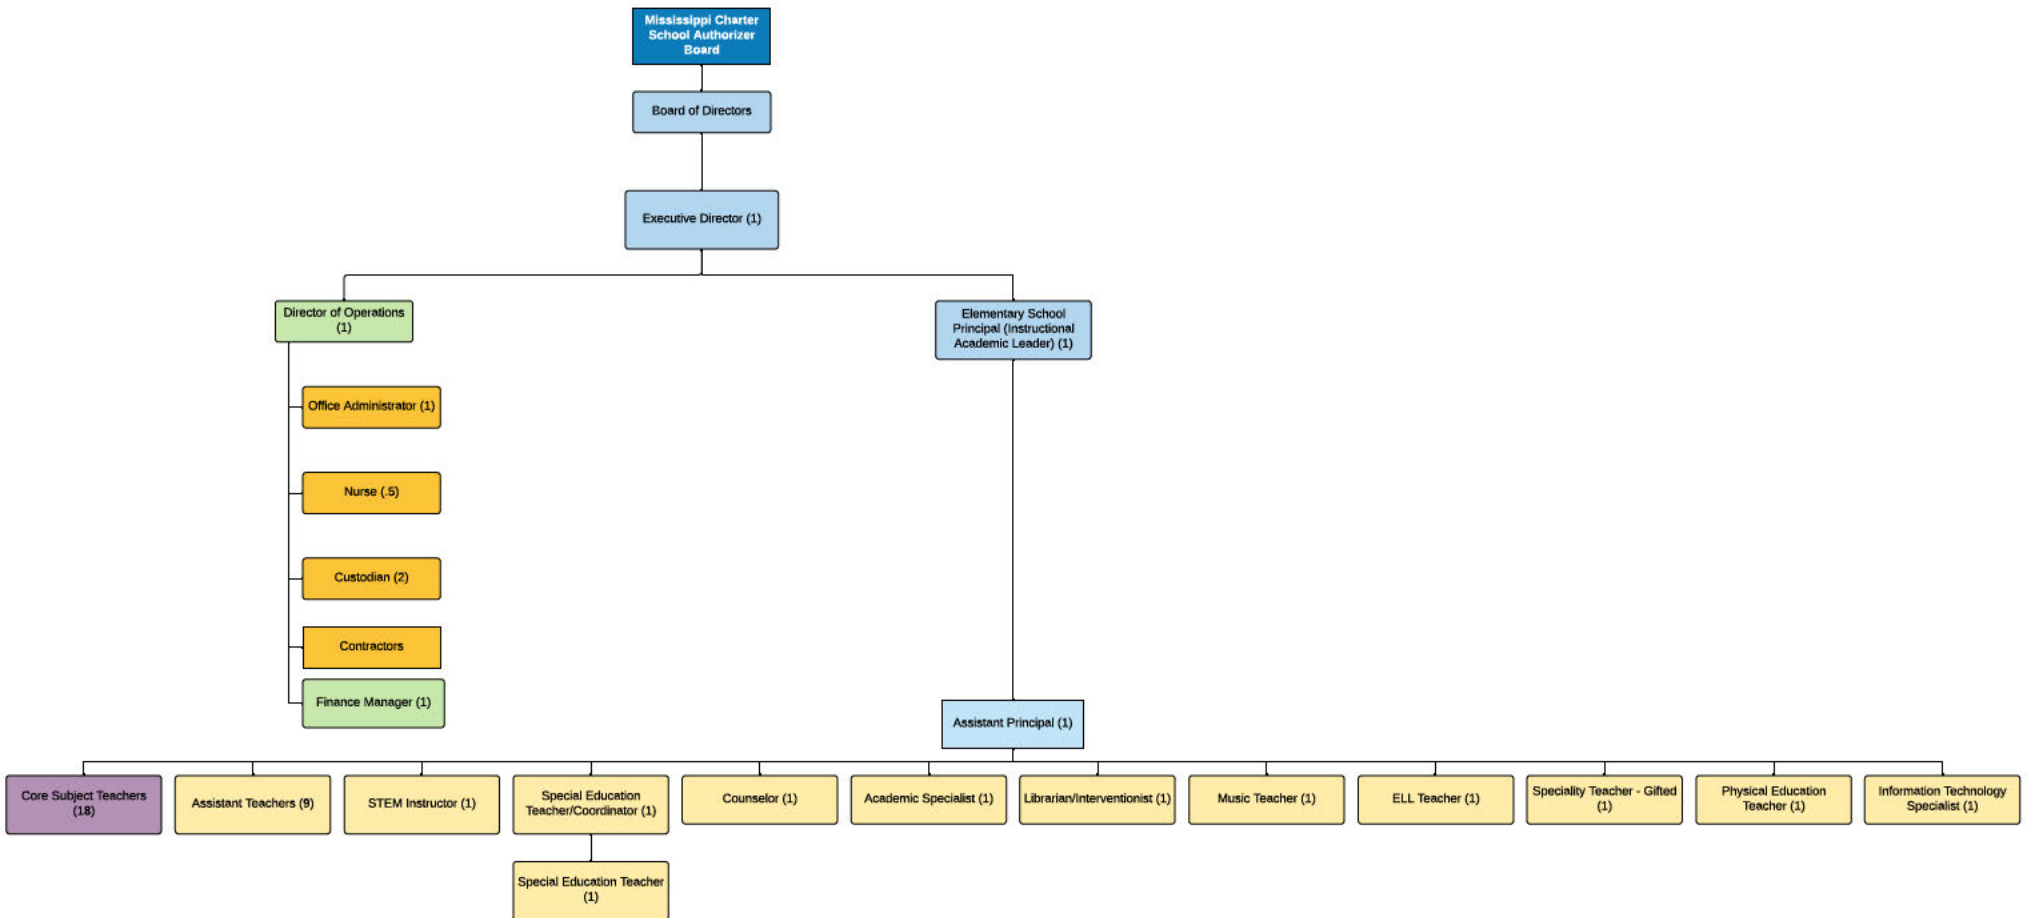 Mississippi Charter
School Authorizer
Board
Board of Directors
Executive Director (1)
Director of Operations
(1)
Elementary School
Principal (Instructional
Academic Leader) (1)
Office Administrator (1)
Nurse (.5)
Custodian (2)
Contractors
Finance Manager (1)
Assistant Principal (1)
Core Subject Teachers
(18)
Assistant Teachers (9)
STEM Instructor (1)
Special Education
Teacher/Coordinator (1)
Counselor (1)
Academic Specialist (1)
Librarian/Interventionist (1)
Music Teacher (1)
ELL Teacher (1)
Speciality Teacher - Gifted
(1)
Physical Education
Teacher (1)
Information Technology
Specialist (1)
Special Education Teacher
(1)